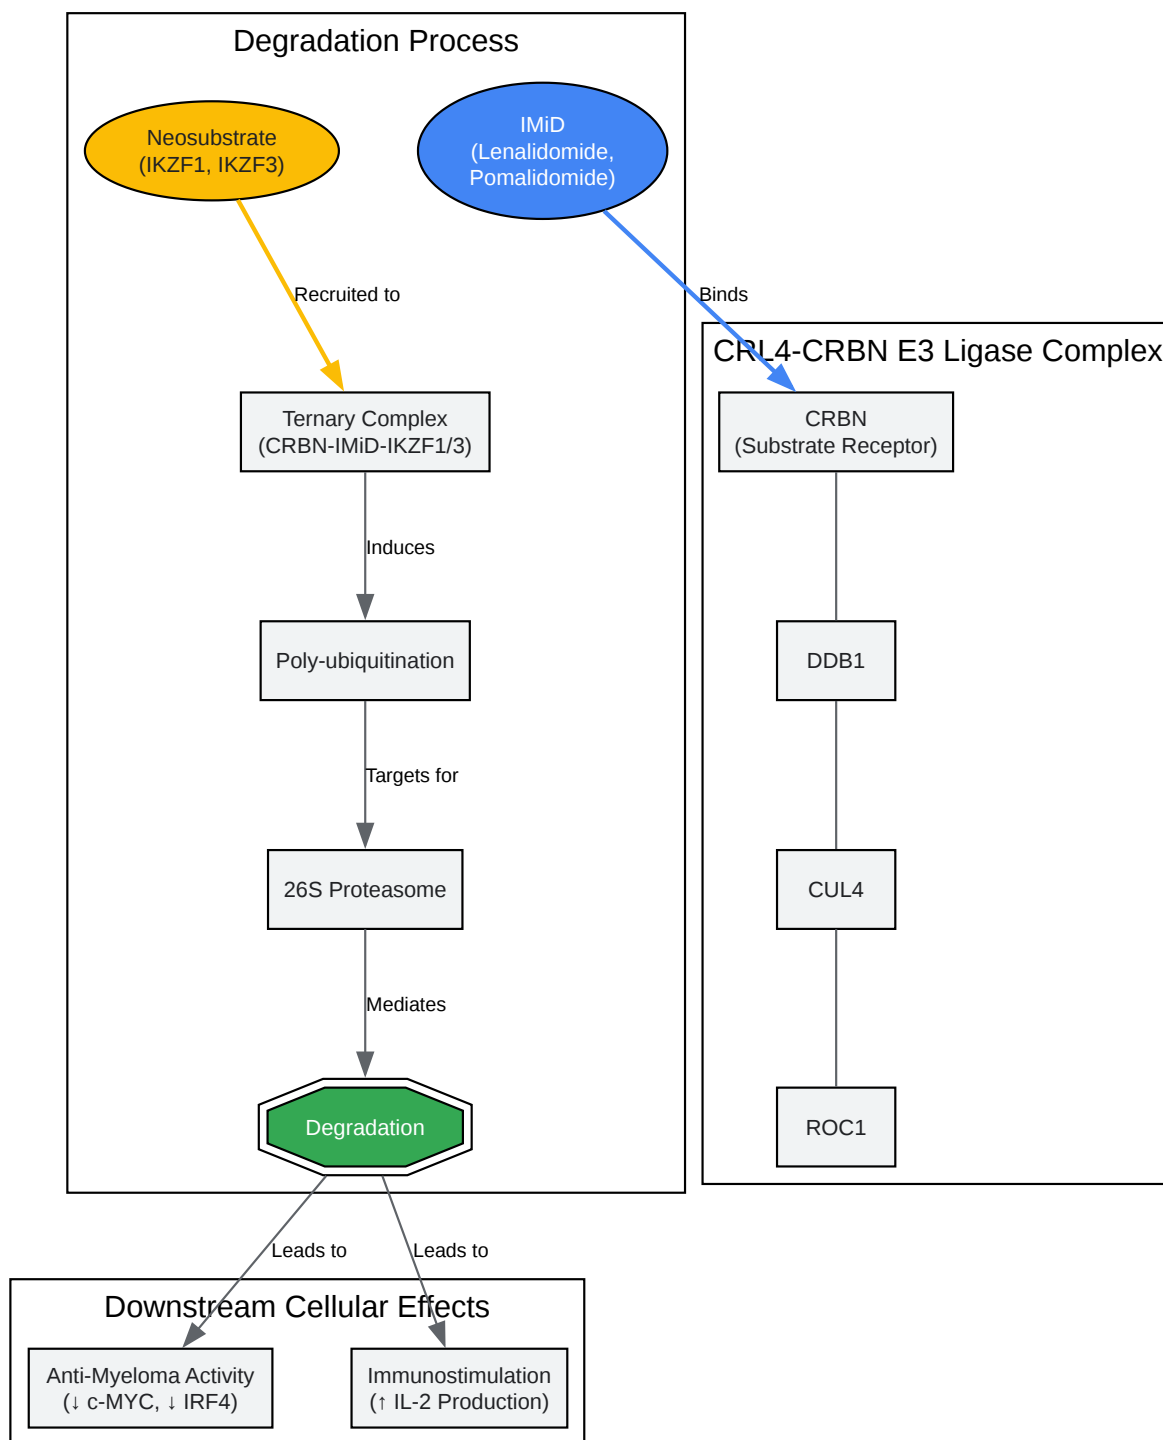 Degradation Process
Neosubstrate
(IKZF1, IKZF3)
IMiD
(Lenalidomide,
Pomalidomide)
Recruited to
Binds
CRL4-CRBN E3 Ligase Complex
Ternary Complex
(CRBN-IMiD-IKZF1/3)
CRBN
(Substrate Receptor)
Induces
Poly-ubiquitination
DDB1
Targets for
26S Proteasome
CUL4
Mediates
Degradation
ROC1
Leads to
Leads to
Downstream Cellular Effects
Anti-Myeloma Activity
(↓ c-MYC, ↓ IRF4)
Immunostimulation
(↑ IL-2 Production)